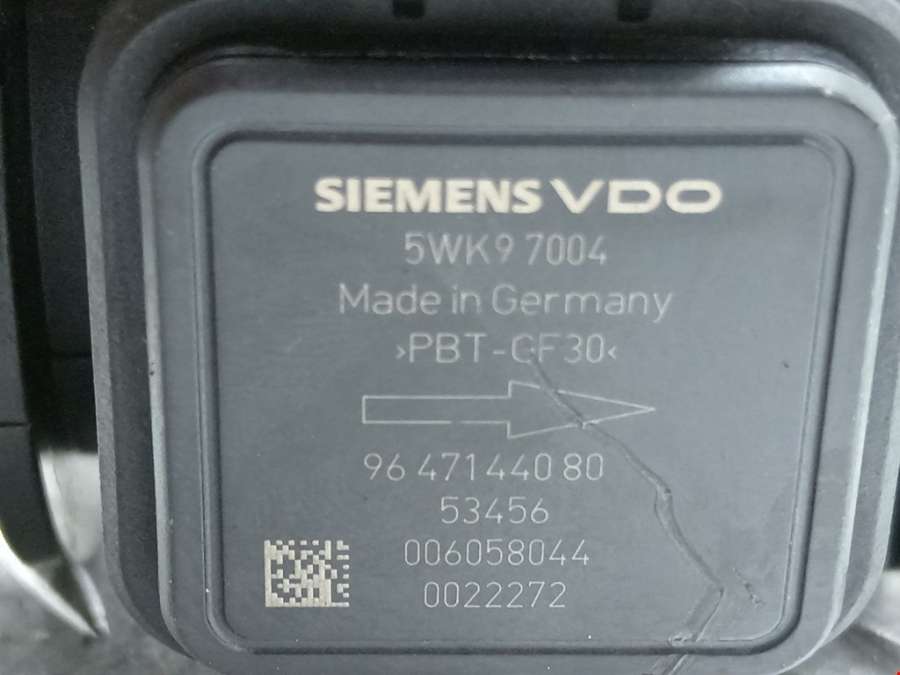 SIEMENS VDO
5WK9 7004
Made in Germany
>PBT-GF30<
96 471440 80
53456
006058044
0022272